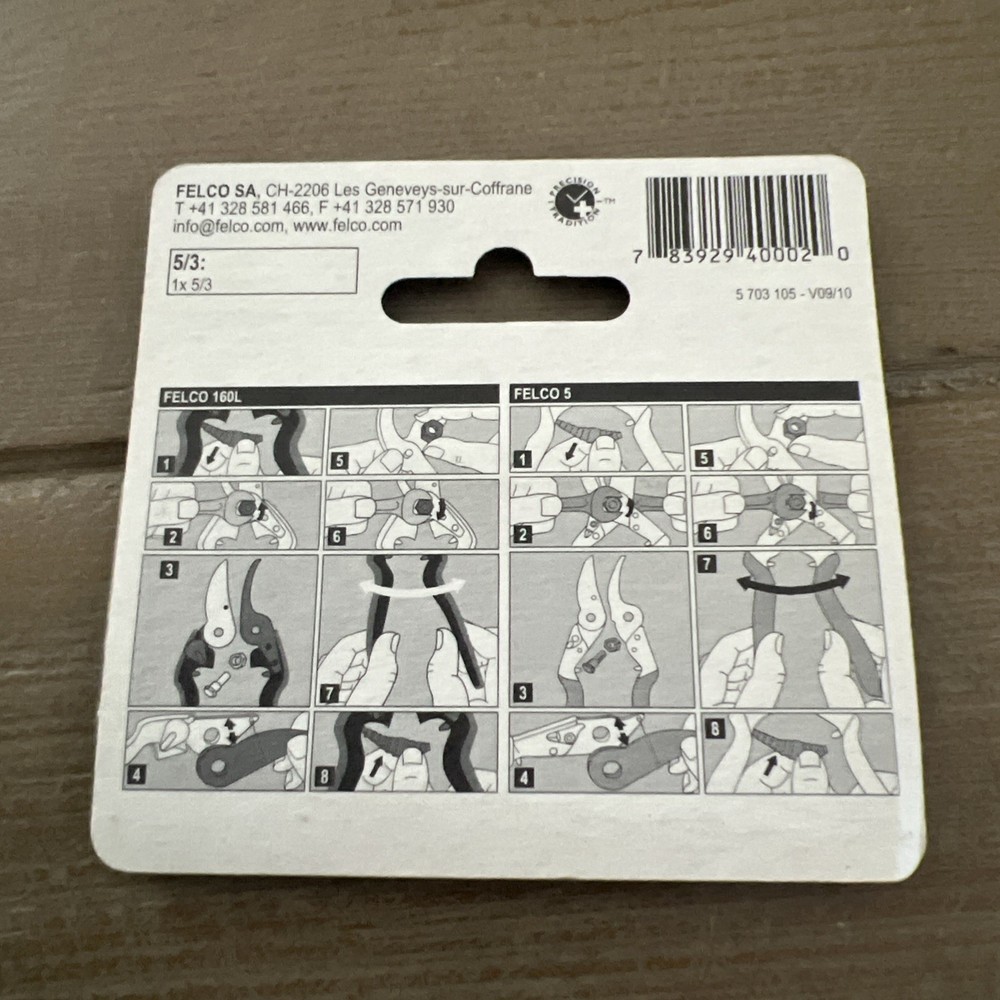 FELCO SA, CH-2206 Les Geneveys-sur-Coffrane
T +41 328 581 466, F +41 328 571 930
info@felco.com, www.felco.com
PRECISION
TRADITION
TM
7 83929 40002 0
5/3:
1x 5/3
5 703 105 - V09/10
FELCO 160L
1
5
2
6
3
7
4
8
FELCO 5
1
5
2
6
3
7
4
8